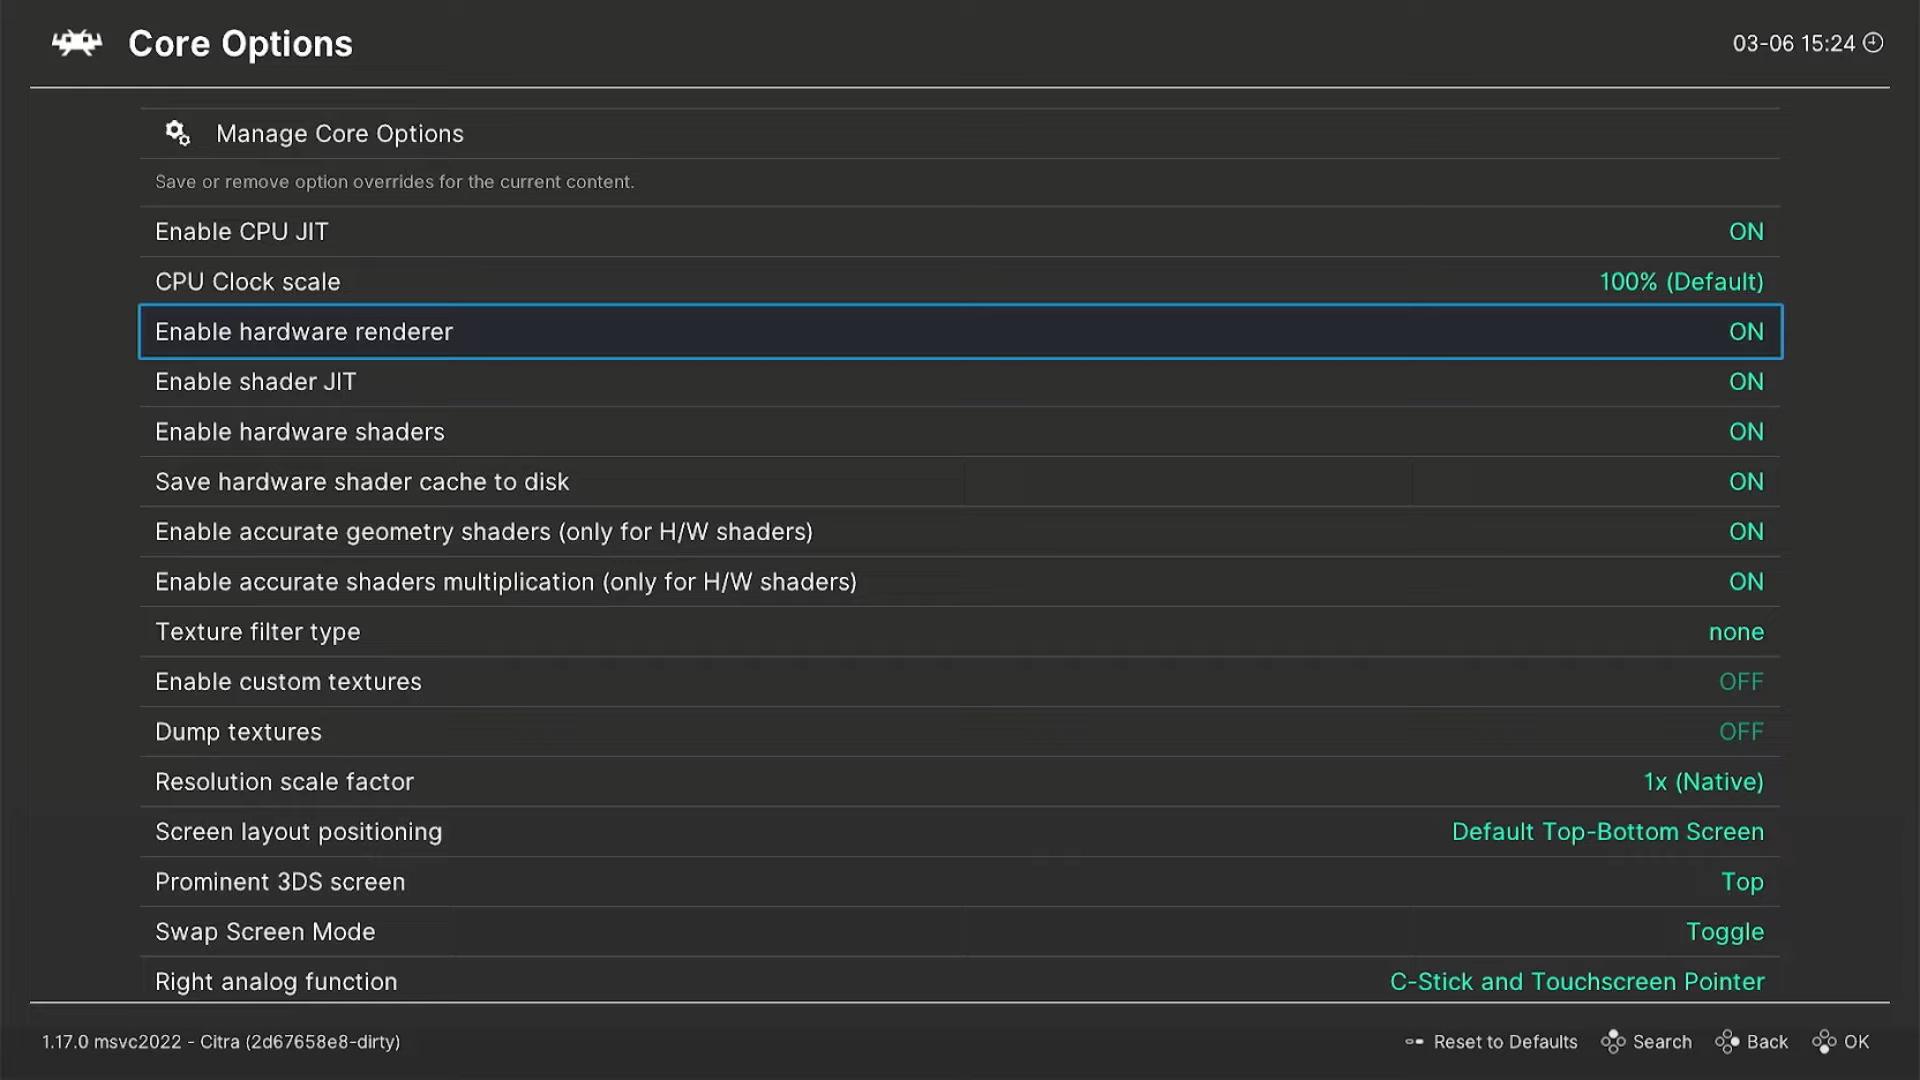 Core Options
03-06 15:24
Manage Core Options
Save or remove option overrides for the current content.
Enable CPU JIT ON
CPU Clock scale 100% (Default)
Enable hardware renderer ON
Enable shader JIT ON
Enable hardware shaders ON
Save hardware shader cache to disk ON
Enable accurate geometry shaders (only for H/W shaders) ON
Enable accurate shaders multiplication (only for H/W shaders) ON
Texture filter type none
Enable custom textures OFF
Dump textures OFF
Resolution scale factor 1x (Native)
Screen layout positioning Default Top-Bottom Screen
Prominent 3DS screen Top
Swap Screen Mode Toggle
Right analog function C-Stick and Touchscreen Pointer
1.17.0 msvc2022 - Citra (2d67658e8-dirty) Reset to Defaults Search Back OK